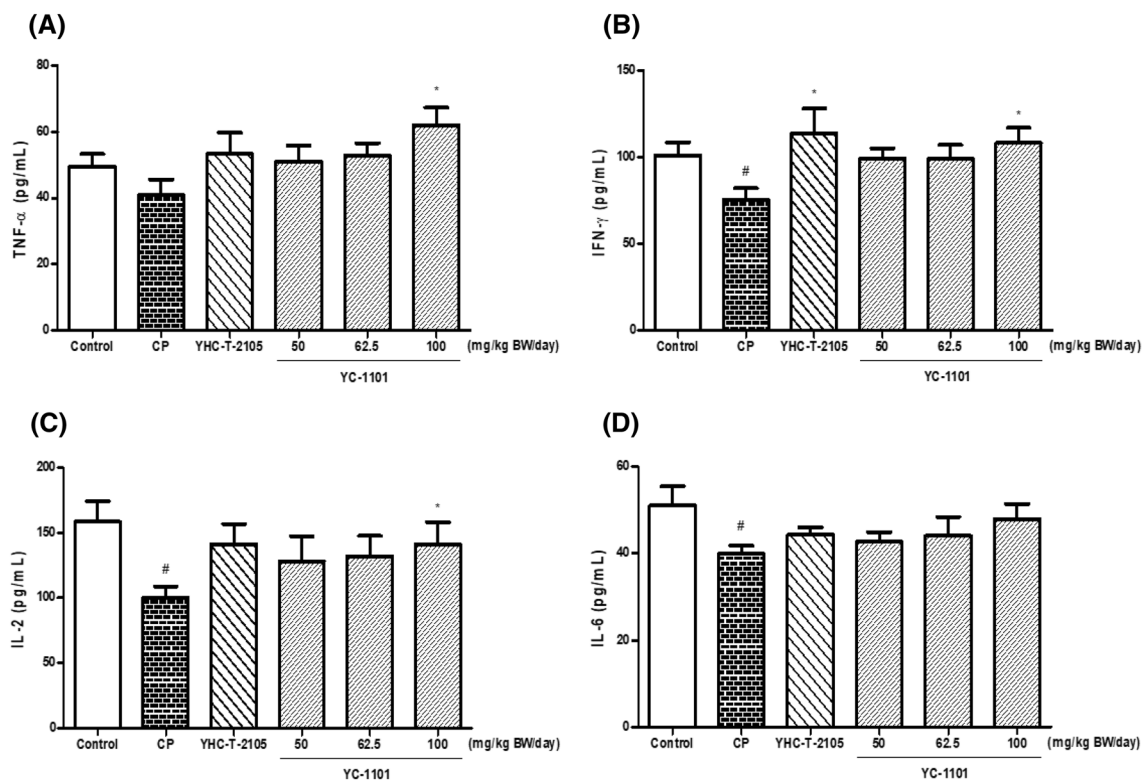 (A)
80
60
40
20
0
TNF-α (pg/mL)
*
Control CP YHC-T-2105 50 62.5 100 (mg/kg BW/day)
YC-1101
(B)
150
100
50
0
IFN-γ (pg/mL)
#
*
*
Control CP YHC-T-2105 50 62.5 100 (mg/kg BW/day)
YC-1101
(C)
200
150
100
50
0
IL-2 (pg/mL)
#
*
Control CP YHC-T-2105 50 62.5 100 (mg/kg BW/day)
YC-1101
(D)
60
40
20
0
IL-6 (pg/mL)
#
Control CP YHC-T-2105 50 62.5 100 (mg/kg BW/day)
YC-1101